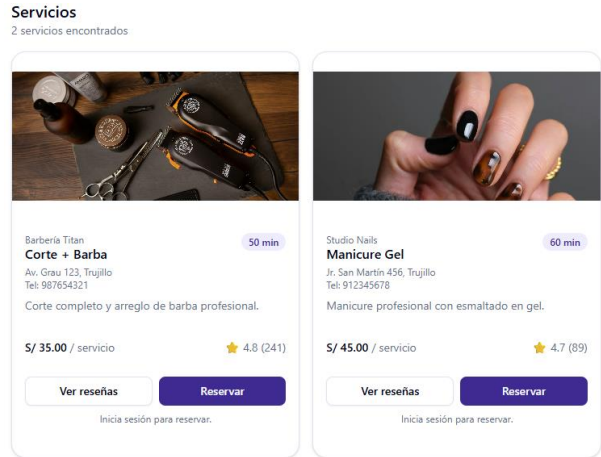 Servicios
2 servicios encontrados
Barbería Titan
50 min
Corte + Barba
Av. Grau 123, Trujillo
Tel: 987654321
Corte completo y arreglo de barba profesional.
S/ 35.00 / servicio
4.8 (241)
Ver reseñas
Reservar
Inicia sesión para reservar.
Studio Nails
60 min
Manicure Gel
Jr. San Martín 456, Trujillo
Tel: 912345678
Manicure profesional con esmaltado en gel.
S/ 45.00 / servicio
4.7 (89)
Ver reseñas
Reservar
Inicia sesión para reservar.